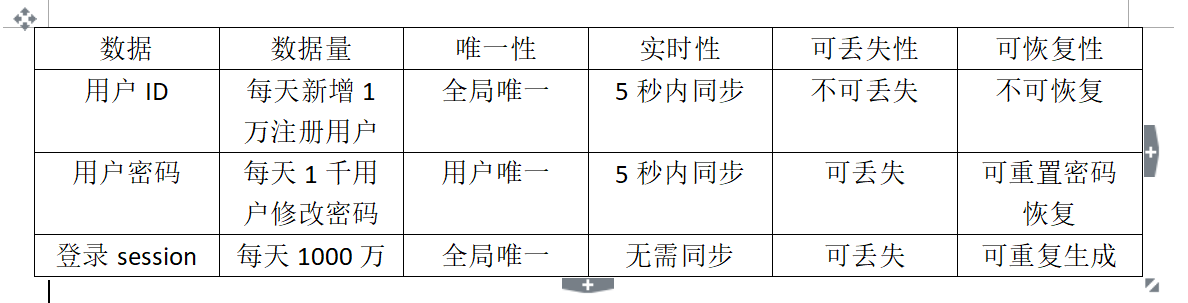 数据 数据量 唯一性 实时性 可丢失性 可恢复性
用户 ID 每天新增 1 全局唯一 5 秒内同步 不可丢失 不可恢复
万注册用户
用户密码 每天 1 千用 用户唯一 5 秒内同步 可丢失 可重置密码
户修改密码 恢复
登录 session 每天 1000 万 全局唯一 无需同步 可丢失 可重复生成